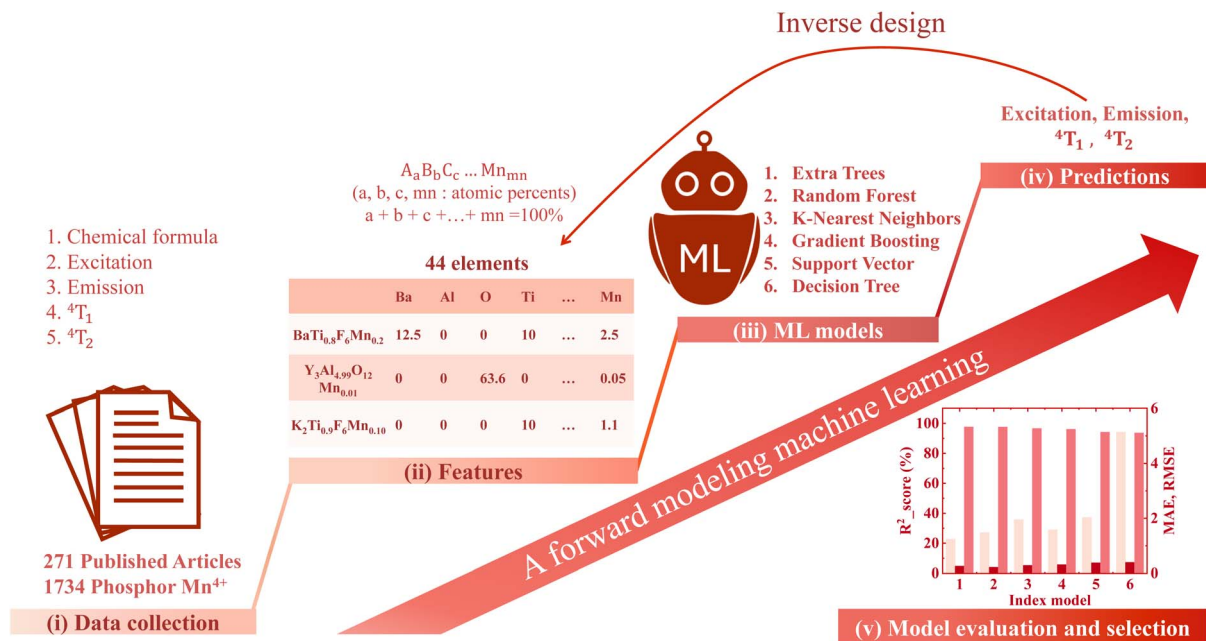 Inverse design
Excitation, Emission,
⁴T₁ , ⁴T₂
(iv) Predictions
AₐB_bC_c ... Mn_mn
(a, b, c, mn : atomic percents)
a + b + c +…+ mn =100%
1. Chemical formula
2. Excitation
3. Emission
4. ⁴T₁
5. ⁴T₂
271 Published Articles
1734 Phosphor Mn⁴⁺
(i) Data collection
44 elements
Ba Al O Ti ... Mn
BaTi₀.₈F₆Mn₀.₂ 12.5 0 0 10 ... 2.5
Y₃Al₄.₉₉O₁₂
Mn₀.₀₁ 0 0 63.6 0 ... 0.05
K₂Ti₀.₉F₆Mn₀.₁₀ 0 0 0 10 ... 1.1
(ii) Features
ML
1. Extra Trees
2. Random Forest
3. K-Nearest Neighbors
4. Gradient Boosting
5. Support Vector
6. Decision Tree
(iii) ML models
A forward modeling machine learning
R²_score (%)
100
80
60
40
20
0
6
4
2
0
MAE, RMSE
1 2 3 4 5 6
Index model
(v) Model evaluation and selection